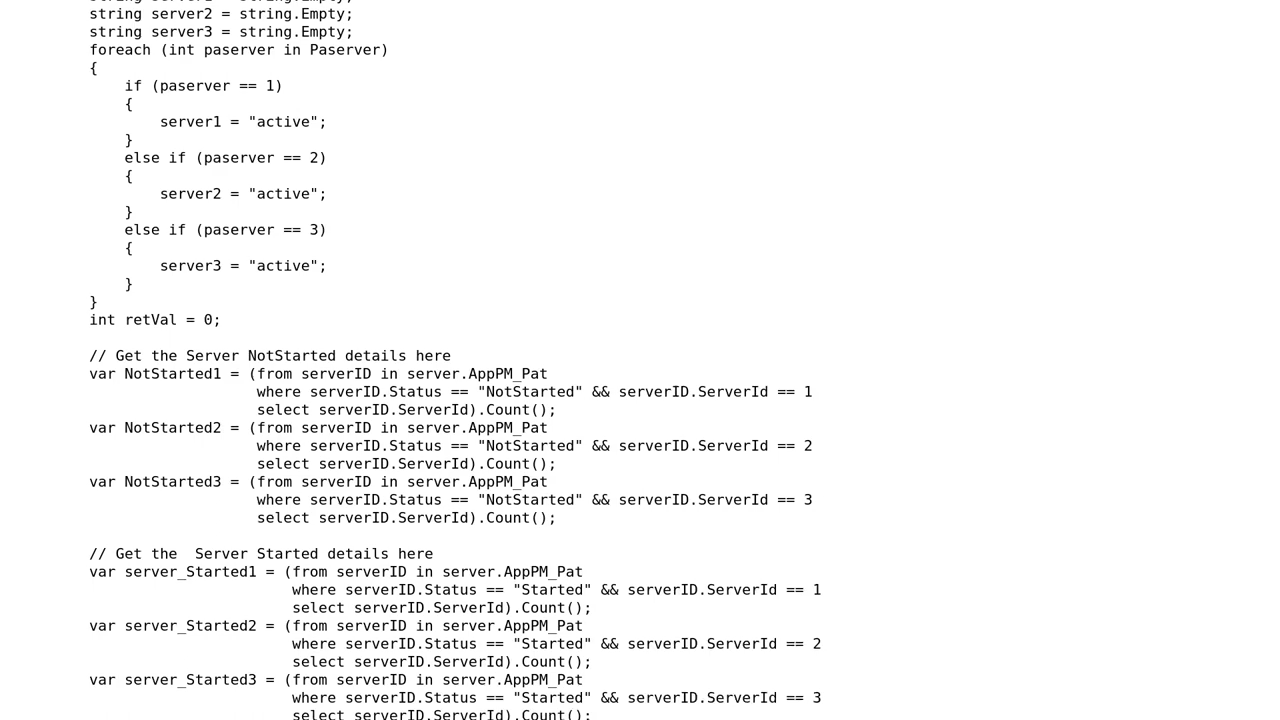 string server2 = string.Empty;
string server3 = string.Empty;
foreach (int paserver in Paserver)
{
    if (paserver == 1)
    {
        server1 = "active";
    }
    else if (paserver == 2)
    {
        server2 = "active";
    }
    else if (paserver == 3)
    {
        server3 = "active";
    }
}
int retVal = 0;

// Get the Server NotStarted details here
var NotStarted1 = (from serverID in server.AppPM_Pat
                   where serverID.Status == "NotStarted" && serverID.ServerId == 1
                   select serverID.ServerId).Count();
var NotStarted2 = (from serverID in server.AppPM_Pat
                   where serverID.Status == "NotStarted" && serverID.ServerId == 2
                   select serverID.ServerId).Count();
var NotStarted3 = (from serverID in server.AppPM_Pat
                   where serverID.Status == "NotStarted" && serverID.ServerId == 3
                   select serverID.ServerId).Count();

// Get the  Server Started details here
var server_Started1 = (from serverID in server.AppPM_Pat
                       where serverID.Status == "Started" && serverID.ServerId == 1
                       select serverID.ServerId).Count();
var server_Started2 = (from serverID in server.AppPM_Pat
                       where serverID.Status == "Started" && serverID.ServerId == 2
                       select serverID.ServerId).Count();
var server_Started3 = (from serverID in server.AppPM_Pat
                       where serverID.Status == "Started" && serverID.ServerId == 3
                       select serverID.ServerId).Count();